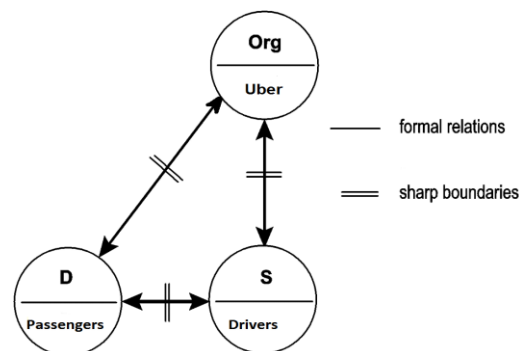 Org
Uber
formal relations
sharp boundaries
D
Passengers
S
Drivers